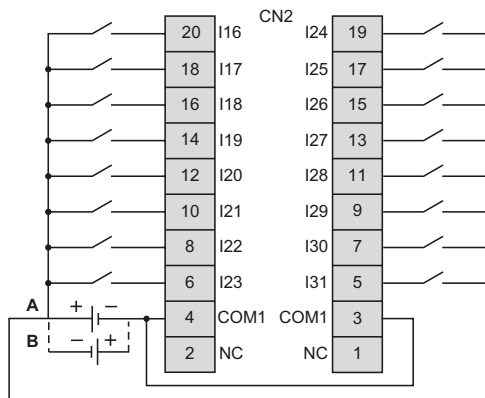 CN2
20 I16 I24 19
18 I17 I25 17
16 I18 I26 15
14 I19 I27 13
12 I20 I28 11
10 I21 I29 9
8 I22 I30 7
6 I23 I31 5
A + − 4 COM1 COM1 3
B − + 2 NC NC 1